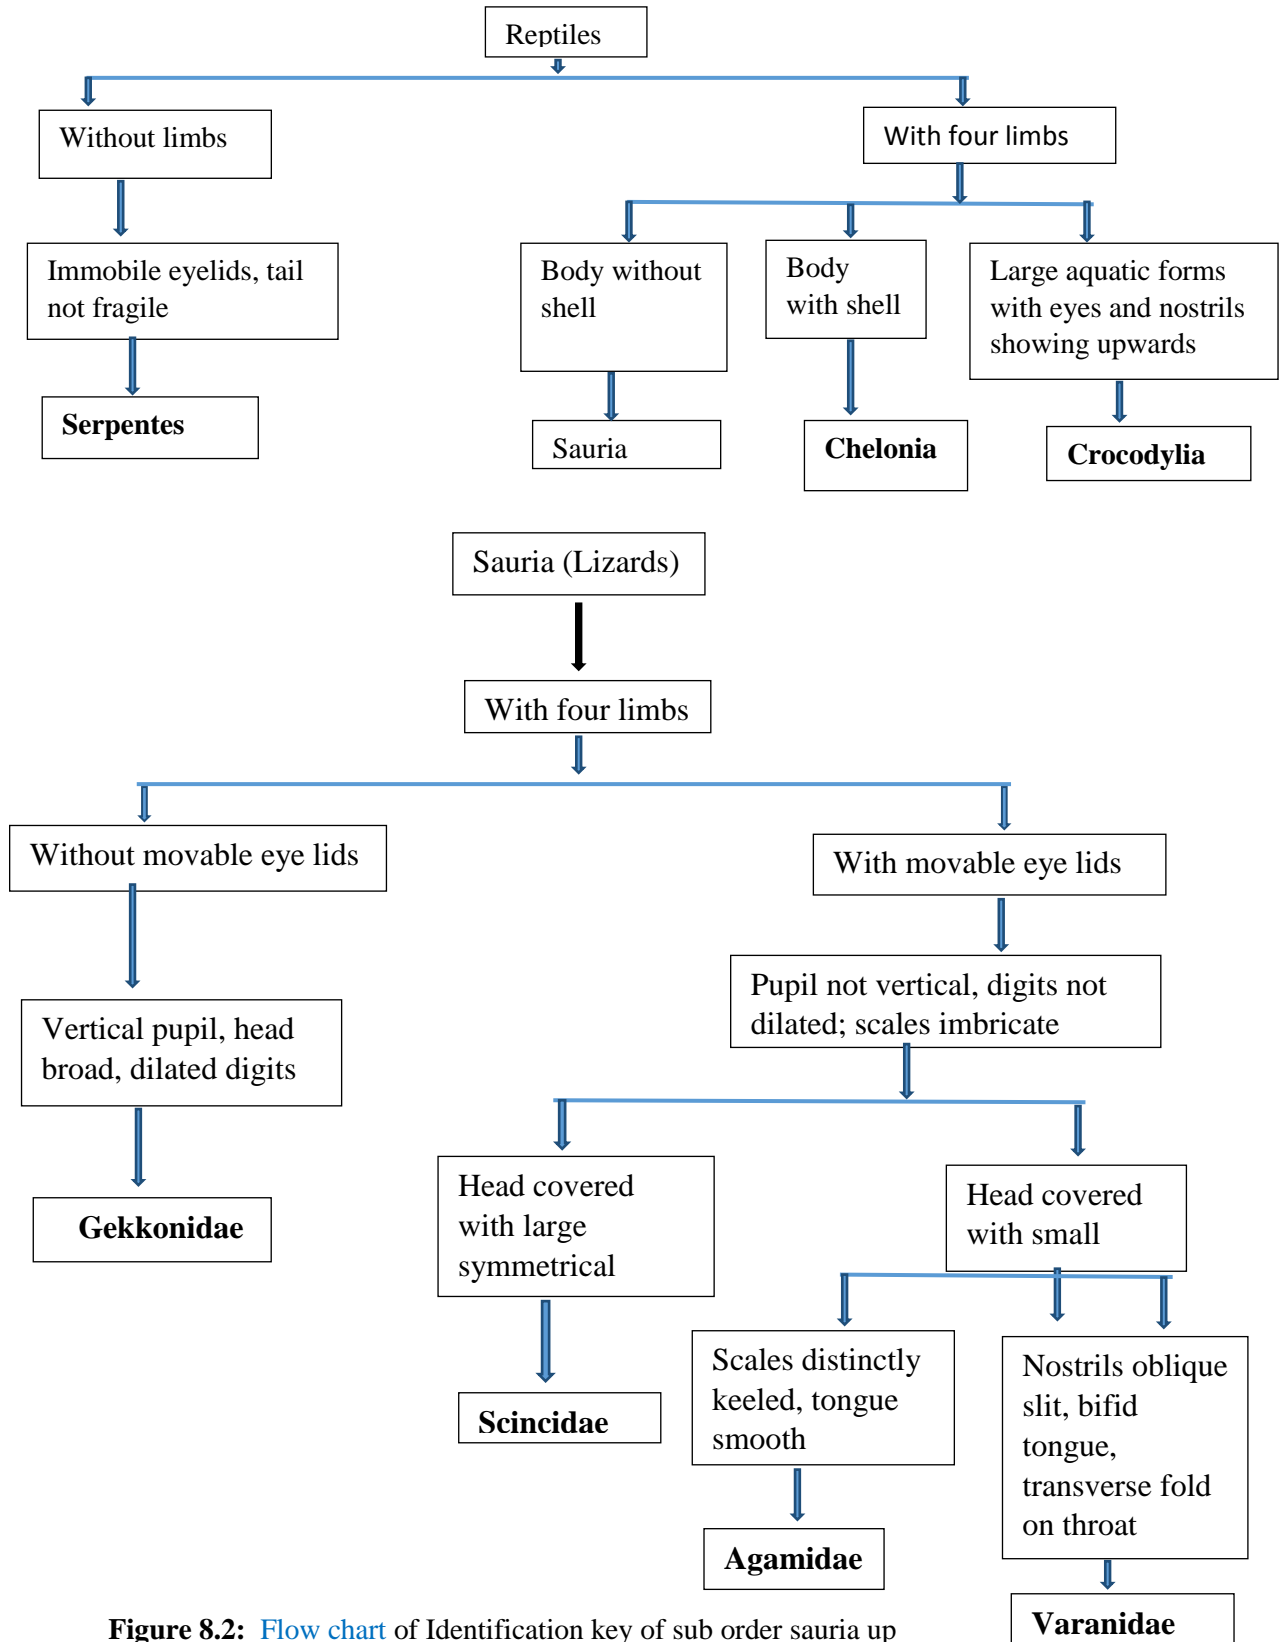 Reptiles
Without limbs
With four limbs
Immobile eyelids, tail
not fragile
Body without
shell
Body
with shell
Large aquatic forms
with eyes and nostrils
showing upwards
Serpentes
Sauria
Chelonia
Crocodylia
Sauria (Lizards)
With four limbs
Without movable eye lids
With movable eye lids
Vertical pupil, head
broad, dilated digits
Pupil not vertical, digits not
dilated; scales imbricate
Gekkonidae
Head covered
with large
symmetrical
Head covered
with small
Scincidae
Scales distinctly
keeled, tongue
smooth
Nostrils oblique
slit, bifid
tongue,
transverse fold
on throat
Agamidae
Varanidae
Figure 8.2: Flow chart of Identification key of sub order sauria up